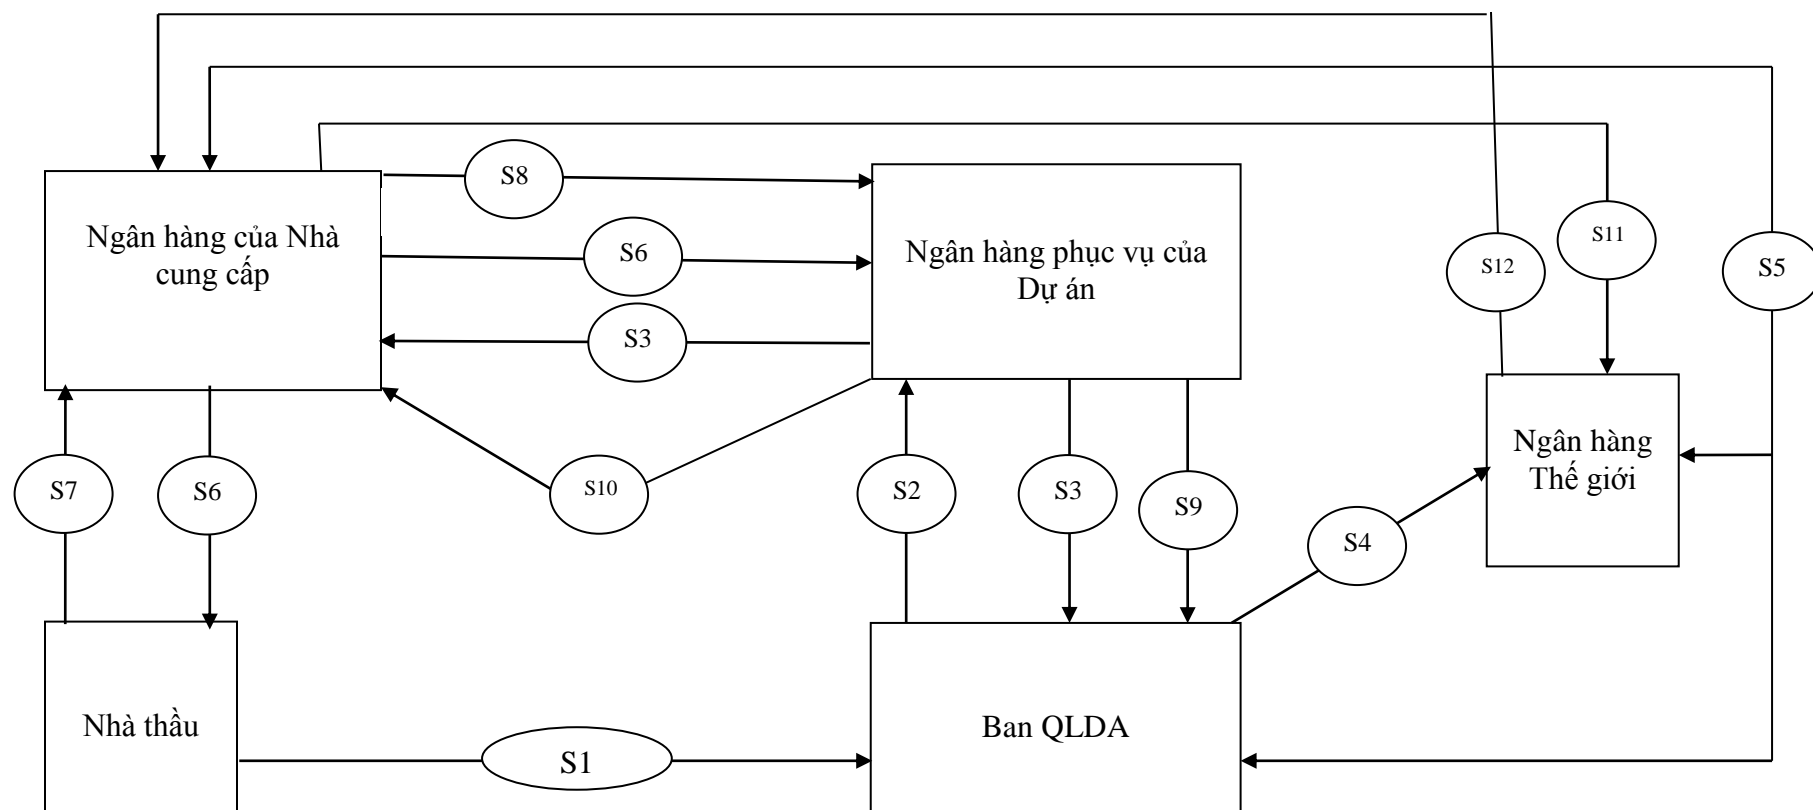 S8
Ngân hàng của Nhà
cung cấp
S6
Ngân hàng phục vụ của
Dự án
S11
S12
S5
S3
Ngân hàng
Thế giới
S7
S6
S10
S2
S3
S9
S4
Nhà thầu
Ban QLDA
S1